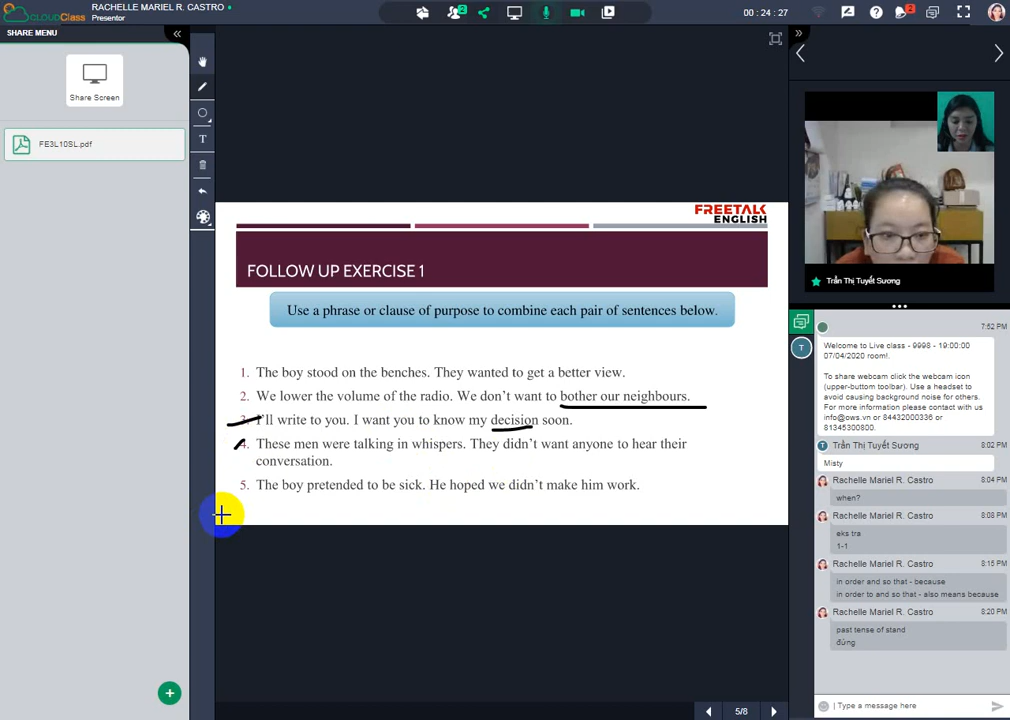 CLOUDCLASS
RACHELLE MARIEL R. CASTRO
Presentor
2
00 : 24 : 27
2
SHARE MENU
Share Screen
FE3L10SL.pdf
T
FREETALK
ENGLISH
FOLLOW UP EXERCISE 1
Use a phrase or clause of purpose to combine each pair of sentences below.
1. The boy stood on the benches. They wanted to get a better view.
2. We lower the volume of the radio. We don't want to bother our neighbours.
3. I'll write to you. I want you to know my decision soon.
4. These men were talking in whispers. They didn't want anyone to hear their
conversation.
5. The boy pretended to be sick. He hoped we didn't make him work.
5/8
Trần Thị Tuyết Sương
T
7:52 PM
Welcome to Live class - 9998 - 19:00:00
07/04/2020 room!.
To share webcam click the webcam icon
(upper-buttom toolbar). Use a headset to
avoid causing background noise for others.
For more information please contact with
info@ows.vn or 84432000336 or
81345300800.
T Trần Thị Tuyết Sương 8:02 PM
Misty
Rachelle Mariel R. Castro 8:04 PM
when?
Rachelle Mariel R. Castro 8:08 PM
eks tra
1-1
Rachelle Mariel R. Castro 8:15 PM
in order and so that - because
in order to and so that - also means because
Rachelle Mariel R. Castro 8:20 PM
past tense of stand
đứng
Type a message here